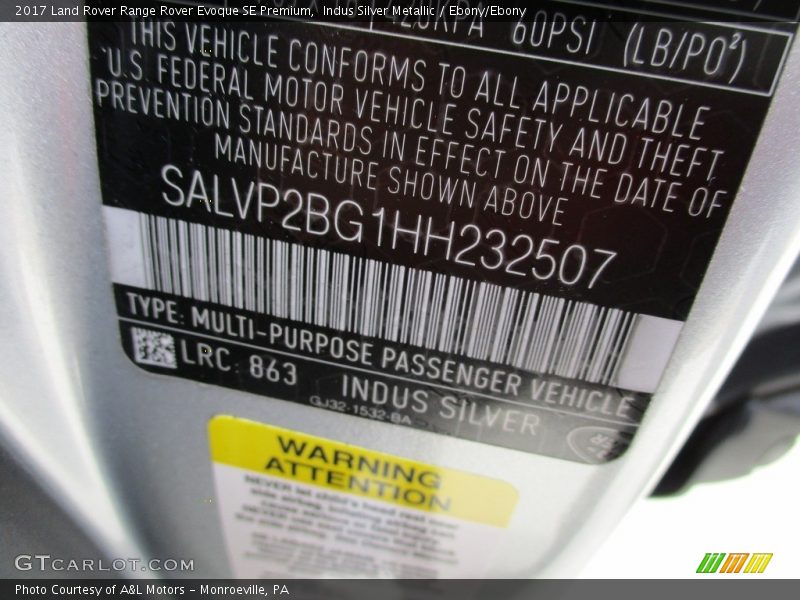 2017 Land Rover Range Rover Evoque SE Premium, Indus Silver Metallic / Ebony/Ebony
60PSI (LB/PO²)
THIS VEHICLE CONFORMS TO ALL APPLICABLE
U.S. FEDERAL MOTOR VEHICLE SAFETY AND THEFT
PREVENTION STANDARDS IN EFFECT ON THE DATE OF
MANUFACTURE SHOWN ABOVE
SALVP2BG1HH232507
TYPE: MULTI-PURPOSE PASSENGER VEHICLE
LRC: 863 INDUS SILVER
GJ32-1532-BA
WARNING
ATTENTION
GTCARLOT.COM
Photo Courtesy of A&L Motors - Monroeville, PA